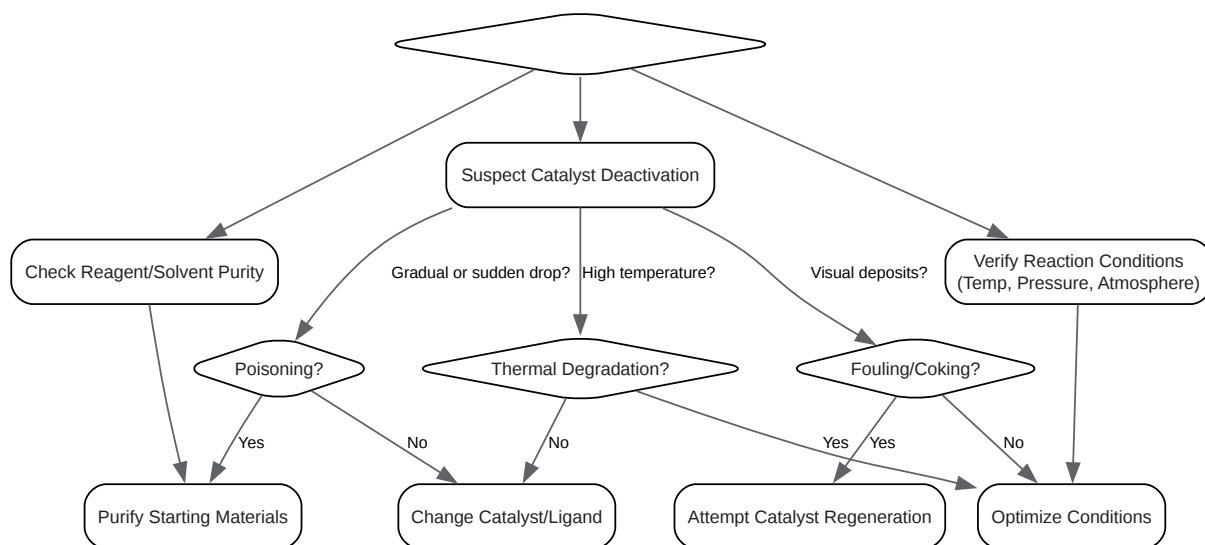 Suspect Catalyst Deactivation
Check Reagent/Solvent Purity
Verify Reaction Conditions
(Temp, Pressure, Atmosphere)
Gradual or sudden drop?
High temperature?
Visual deposits?
Poisoning?
Thermal Degradation?
Fouling/Coking?
Yes
No
No
Yes
Yes
No
Purify Starting Materials
Change Catalyst/Ligand
Attempt Catalyst Regeneration
Optimize Conditions